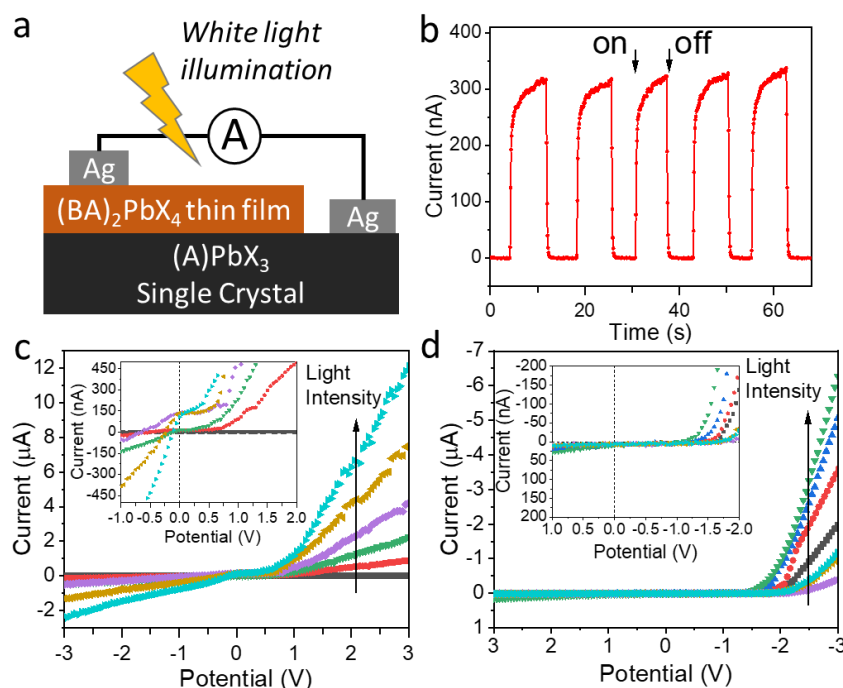 a
White light
illumination
A
Ag
(BA)₂PbX₄ thin film
Ag
(A)PbX₃
Single Crystal
b
on off
400
300
200
100
0
Current (nA)
0 20 40 60
Time (s)
c
12
10
8
6
4
2
0
-2
Current (µA)
-3 -2 -1 0 1 2 3
Potential (V)
450
300
150
0
-150
-300
-450
Current (nA)
-1.0 -0.5 0.0 0.5 1.0 1.5 2.0
Potential (V)
Light
Intensity
d
-7
-6
-5
-4
-3
-2
-1
0
1
Current (µA)
3 2 1 0 -1 -2 -3
Potential (V)
-200
-150
-100
-50
0
50
100
150
200
Current (nA)
1.0 0.5 0.0 -0.5 -1.0 -1.5 -2.0
Potential (V)
Light
Intensity